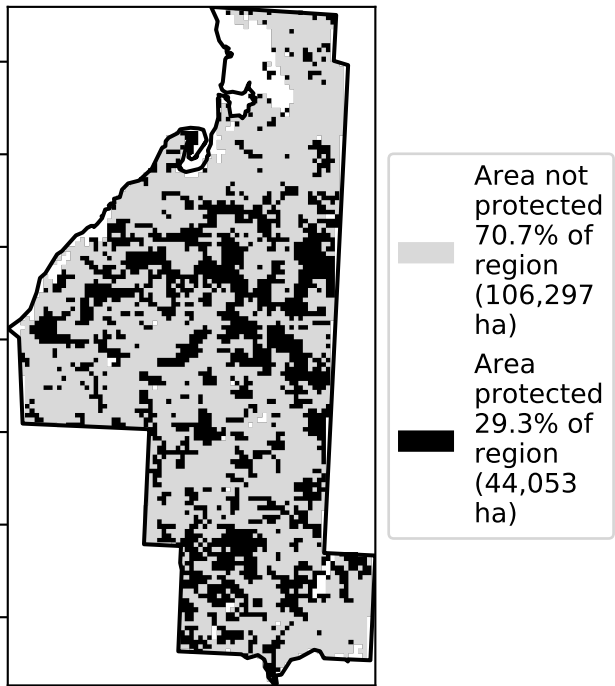 Area not
protected
70.7% of
region
(106,297
ha)
Area
protected
29.3% of
region
(44,053
ha)